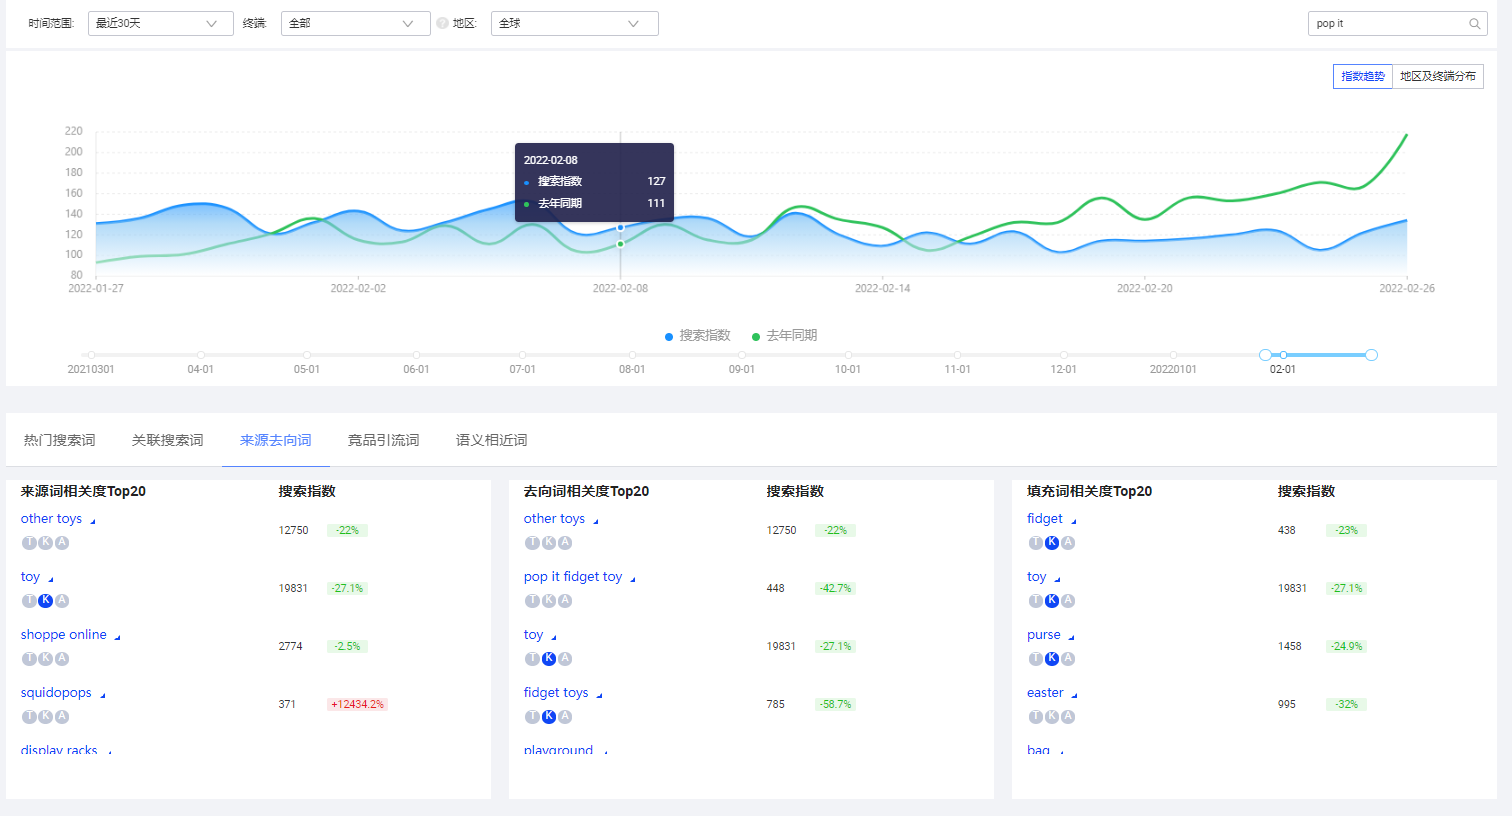 时间范围: 最近30天 终端: 全部 ? 地区: 全球 pop it
指数趋势 地区及终端分布
220
200
180
160
140
120
100
80
2022-02-08
搜索指数 127
去年同期 111
2022-01-27 2022-02-02 2022-02-08 2022-02-14 2022-02-20 2022-02-26
搜索指数 去年同期
20210301 04-01 05-01 06-01 07-01 08-01 09-01 10-01 11-01 12-01 20220101 02-01
热门搜索词 关联搜索词 来源去向词 竞品引流词 语义相近词
来源词相关度Top20 搜索指数
other toys
12750 -22%
T K A
toy
19831 -27.1%
T K A
shoppe online
2774 -2.5%
T K A
squidopops
371 +12434.2%
T K A
display racks
去向词相关度Top20 搜索指数
other toys
12750 -22%
T K A
pop it fidget toy
448 -42.7%
T K A
toy
19831 -27.1%
T K A
fidget toys
785 -58.7%
T K A
playground
填充词相关度Top20 搜索指数
fidget
438 -23%
T K A
toy
19831 -27.1%
T K A
purse
1458 -24.9%
T K A
easter
995 -32%
T K A
bag